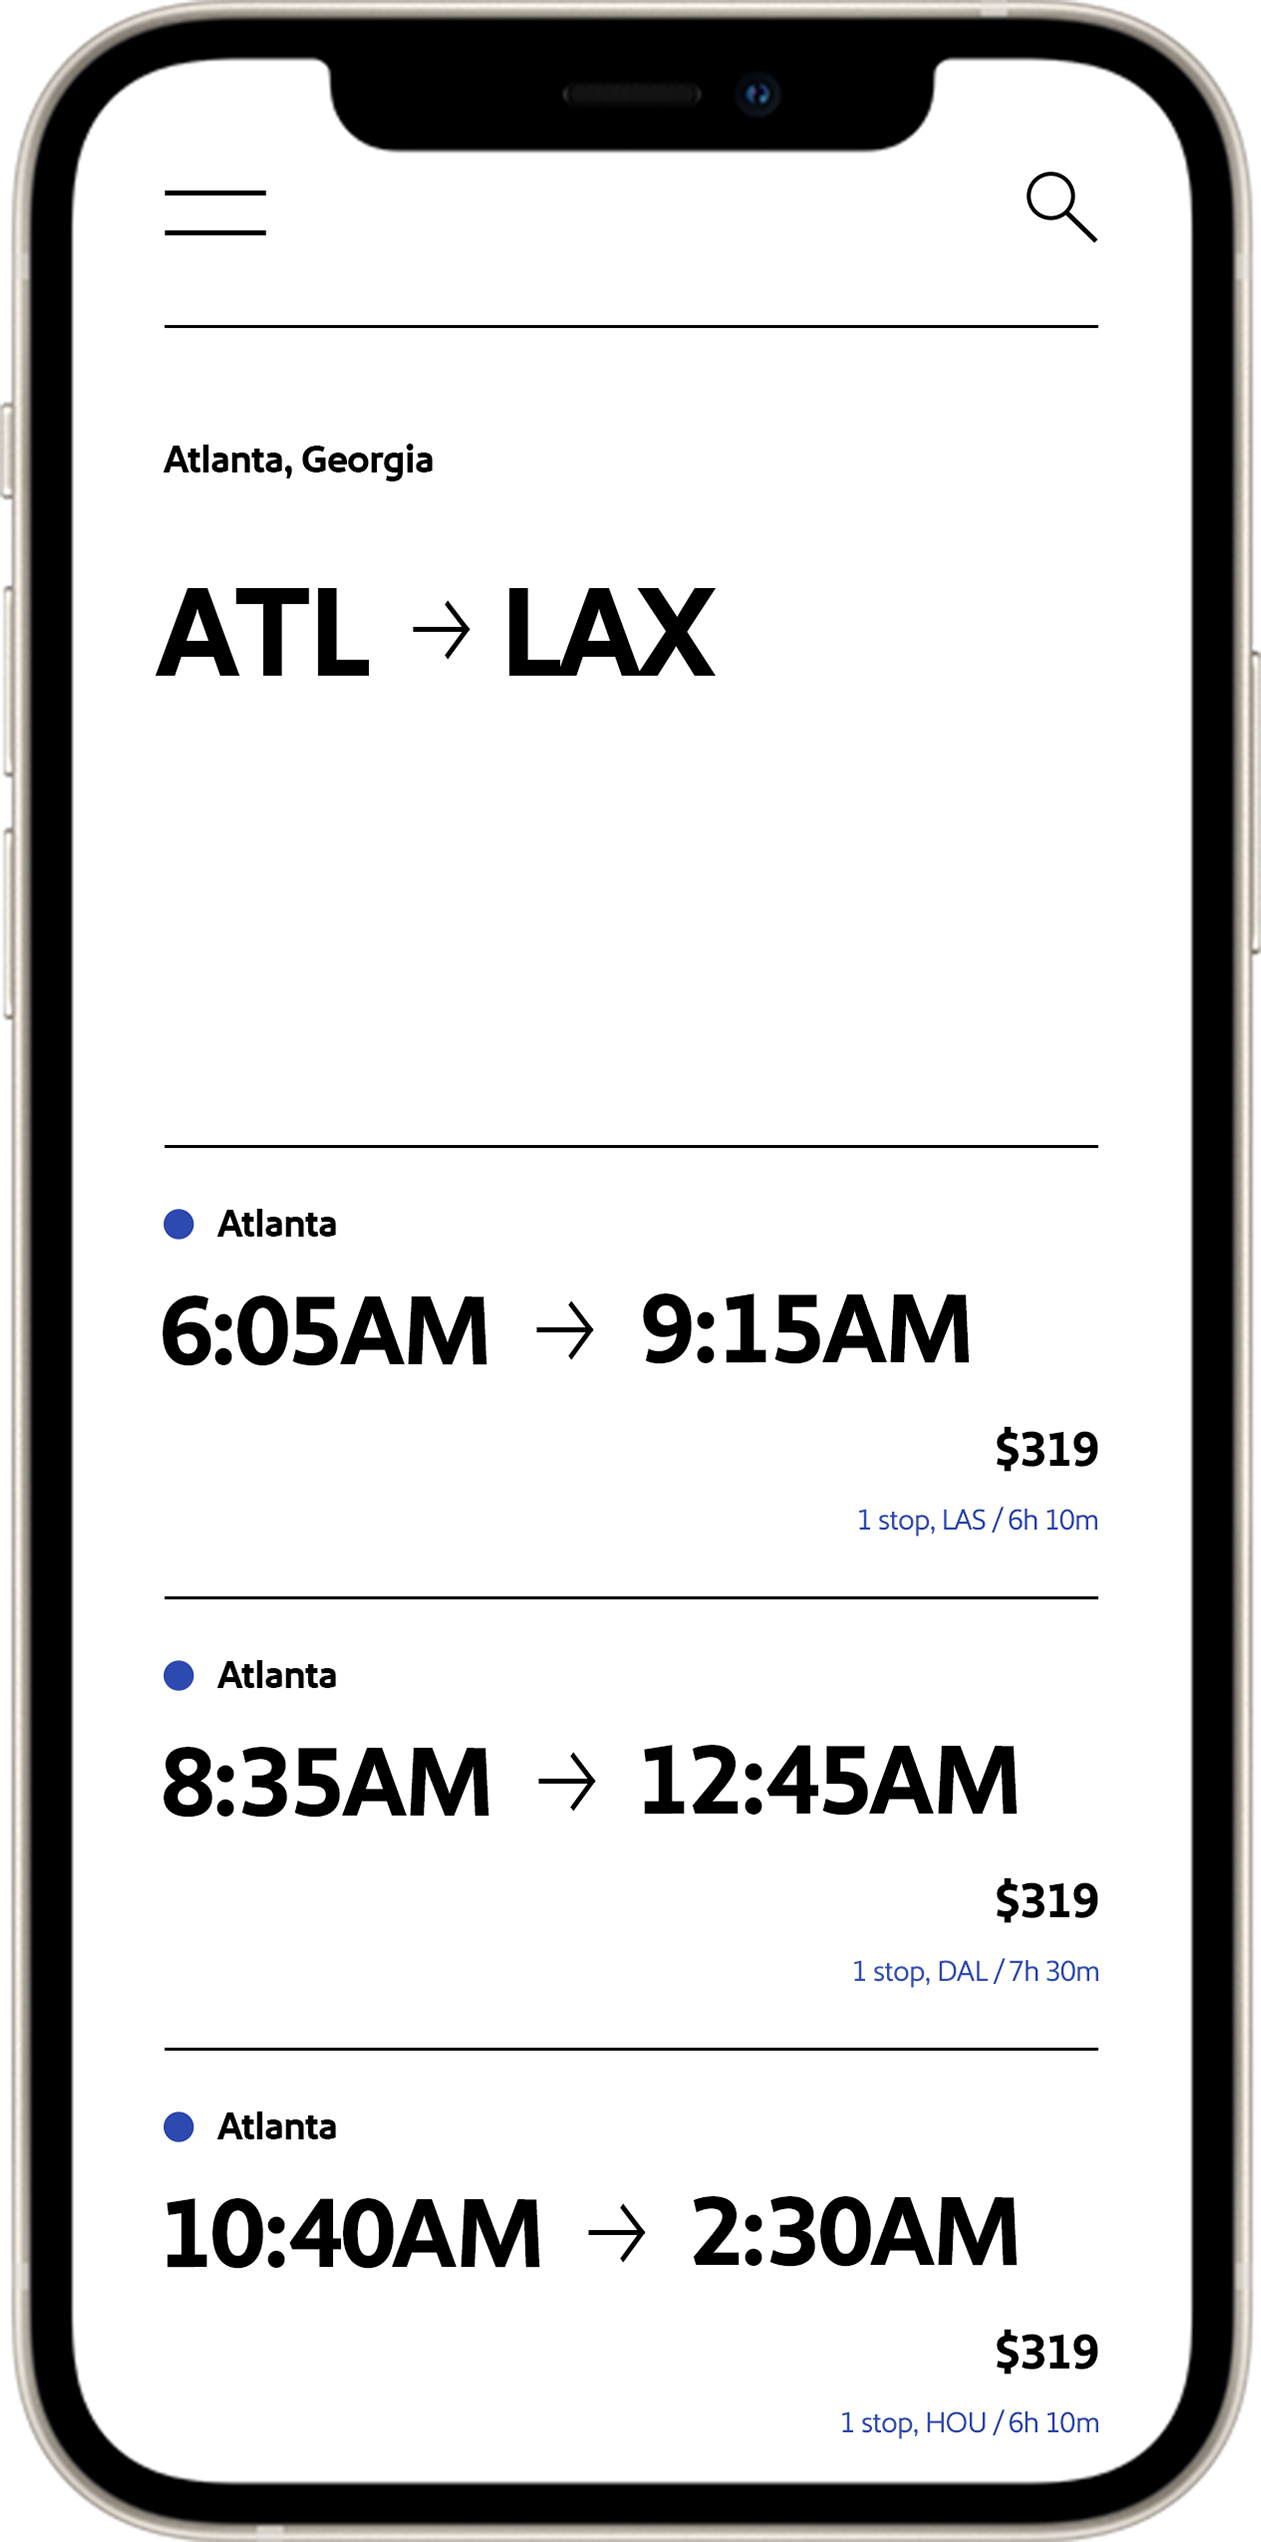 Atlanta, Georgia
ATL → LAX
Atlanta
6:05AM → 9:15AM
$319
1 stop, LAS / 6h 10m
Atlanta
8:35AM → 12:45AM
$319
1 stop, DAL / 7h 30m
Atlanta
10:40AM → 2:30AM
$319
1 stop, HOU / 6h 10m